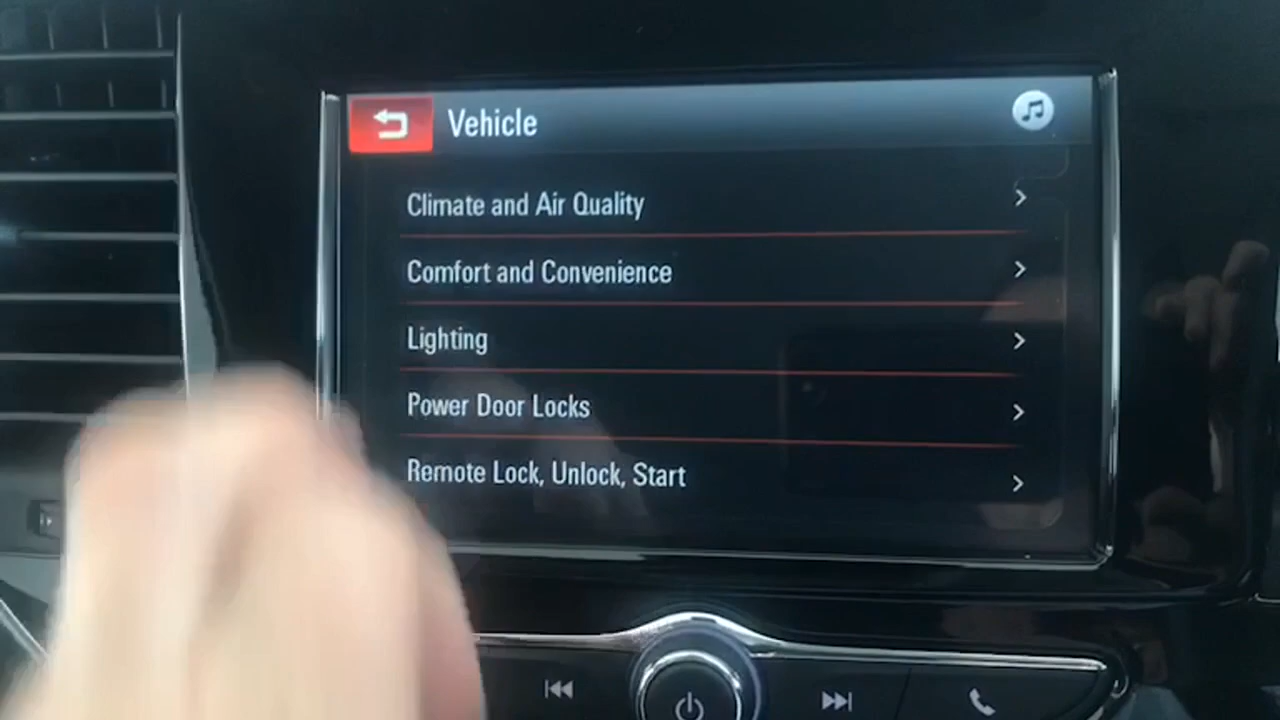 Vehicle
Climate and Air Quality
Comfort and Convenience
Lighting
Power Door Locks
Remote Lock, Unlock, Start